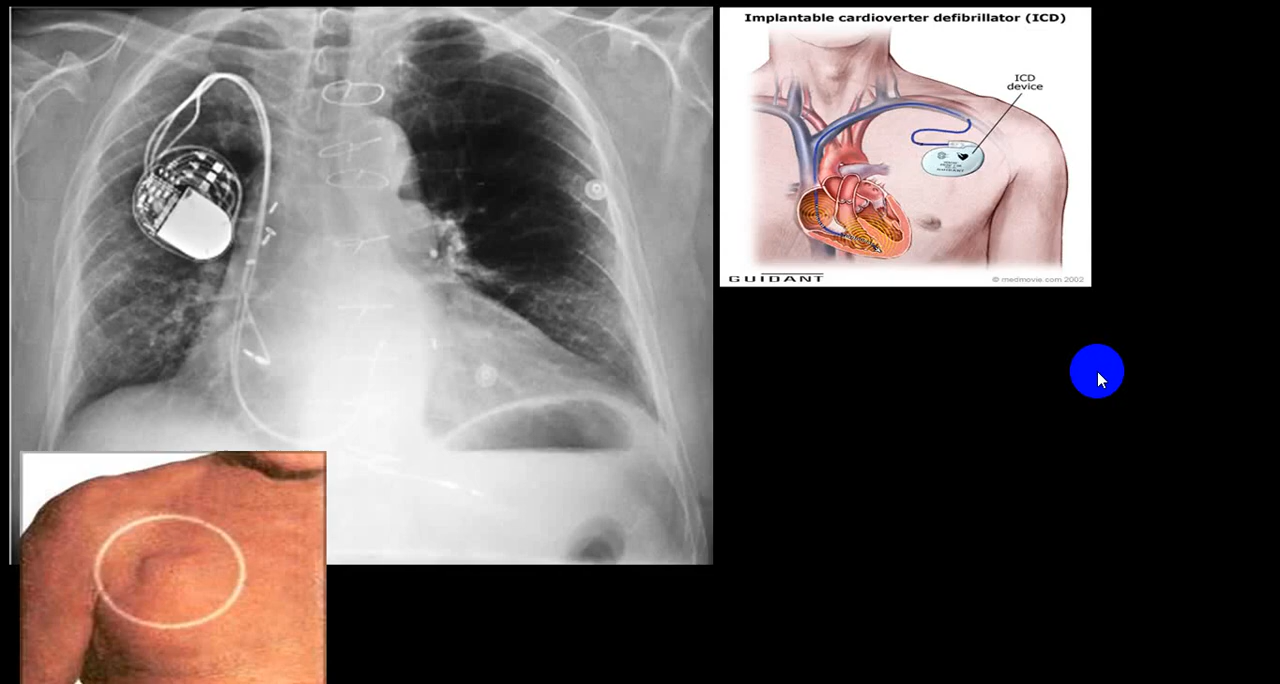 Implantable cardioverter defibrillator (ICD)
ICD
device
GUIDANT
© medmovie.com 2002